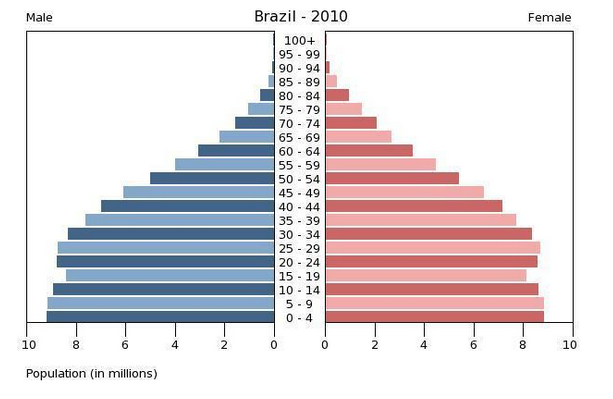 Male Brazil - 2010 Female
100+
95 - 99
90 - 94
85 - 89
80 - 84
75 - 79
70 - 74
65 - 69
60 - 64
55 - 59
50 - 54
45 - 49
40 - 44
35 - 39
30 - 34
25 - 29
20 - 24
15 - 19
10 - 14
5 - 9
0 - 4
10 8 6 4 2 0 0 2 4 6 8 10
Population (in millions)